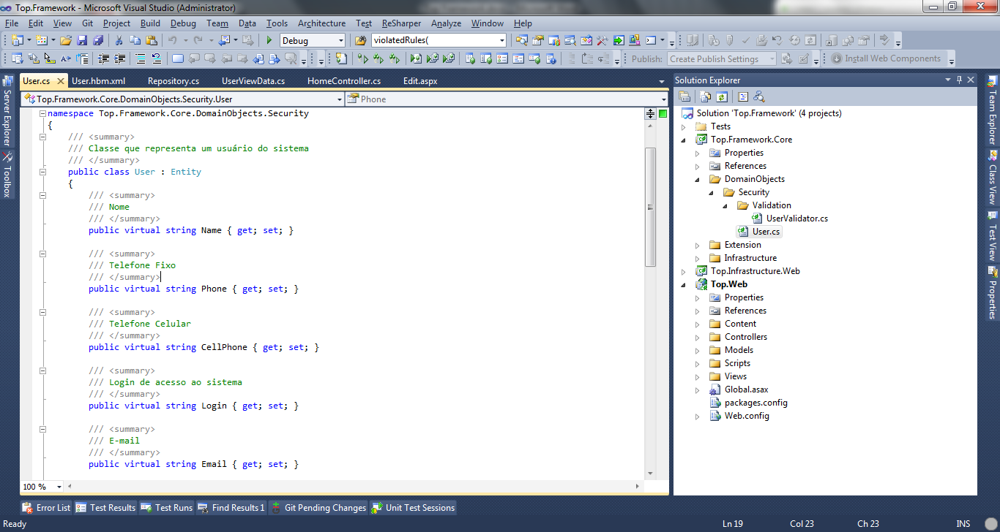 Top.Framework - Microsoft Visual Studio (Administrator)
File Edit View Git Project Build Debug Team Data Tools Architecture Test ReSharper Analyze Window Help
Debug violatedRules(
Publish: Create Publish Settings Install Web Components
User.cs User.hbm.xml Repository.cs UserViewData.cs HomeController.cs Edit.aspx
Top.Framework.Core.DomainObjects.Security.User Phone
namespace Top.Framework.Core.DomainObjects.Security
{
/// <summary>
/// Classe que representa um usuário do sistema
/// </summary>
public class User : Entity
{
/// <summary>
/// Nome
/// </summary>
public virtual string Name { get; set; }
/// <summary>
/// Telefone Fixo
/// </summary>
public virtual string Phone { get; set; }
/// <summary>
/// Telefone Celular
/// </summary>
public virtual string CellPhone { get; set; }
/// <summary>
/// Login de acesso ao sistema
/// </summary>
public virtual string Login { get; set; }
/// <summary>
/// E-mail
/// </summary>
public virtual string Email { get; set; }
100 %
Server Explorer
Toolbox
Solution Explorer
Solution 'Top.Framework' (4 projects)
Tests
Top.Framework.Core
Properties
References
DomainObjects
Security
Validation
UserValidator.cs
User.cs
Extension
Infrastructure
Top.Infrastructure.Web
Top.Web
Properties
References
Content
Controllers
Models
Scripts
Views
Global.asax
packages.config
Web.config
Team Explorer
Class View
Test View
Properties
Error List Test Results Test Runs Find Results 1 Git Pending Changes Unit Test Sessions
Ready Ln 19 Col 23 Ch 23 INS